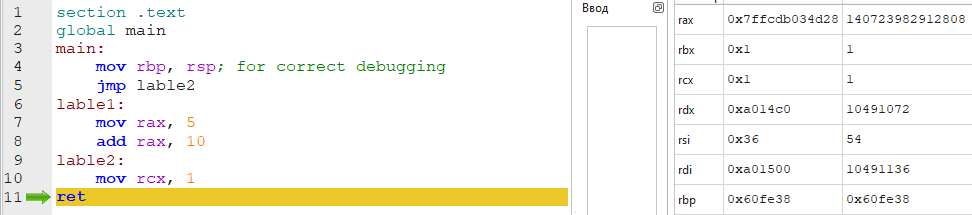 1 section .text
2 global main
3 main:
4 mov rbp, rsp; for correct debugging
5 jmp lable2
6 lable1:
7 mov rax, 5
8 add rax, 10
9 lable2:
10 mov rcx, 1
11 ret
Ввод
rax 0x7ffcdb034d28 140723982912808
rbx 0x1 1
rcx 0x1 1
rdx 0xa014c0 10491072
rsi 0x36 54
rdi 0xa01500 10491136
rbp 0x60fe38 0x60fe38